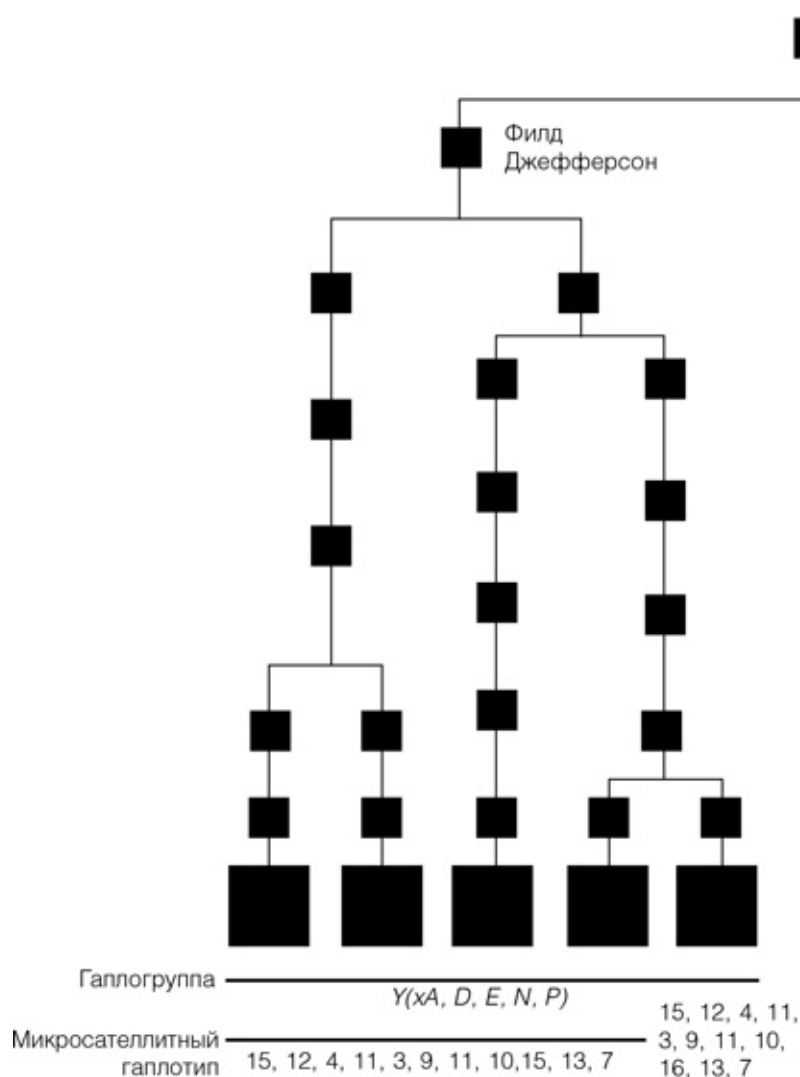 Филд
Джефферсон
Гаплогруппа
Y(xA, D, E, N, P)
Микросателлитный
гаплотип
15, 12, 4, 11, 3, 9, 11, 10,15, 13, 7
15, 12, 4, 11,
3, 9, 11, 10,
16, 13, 7